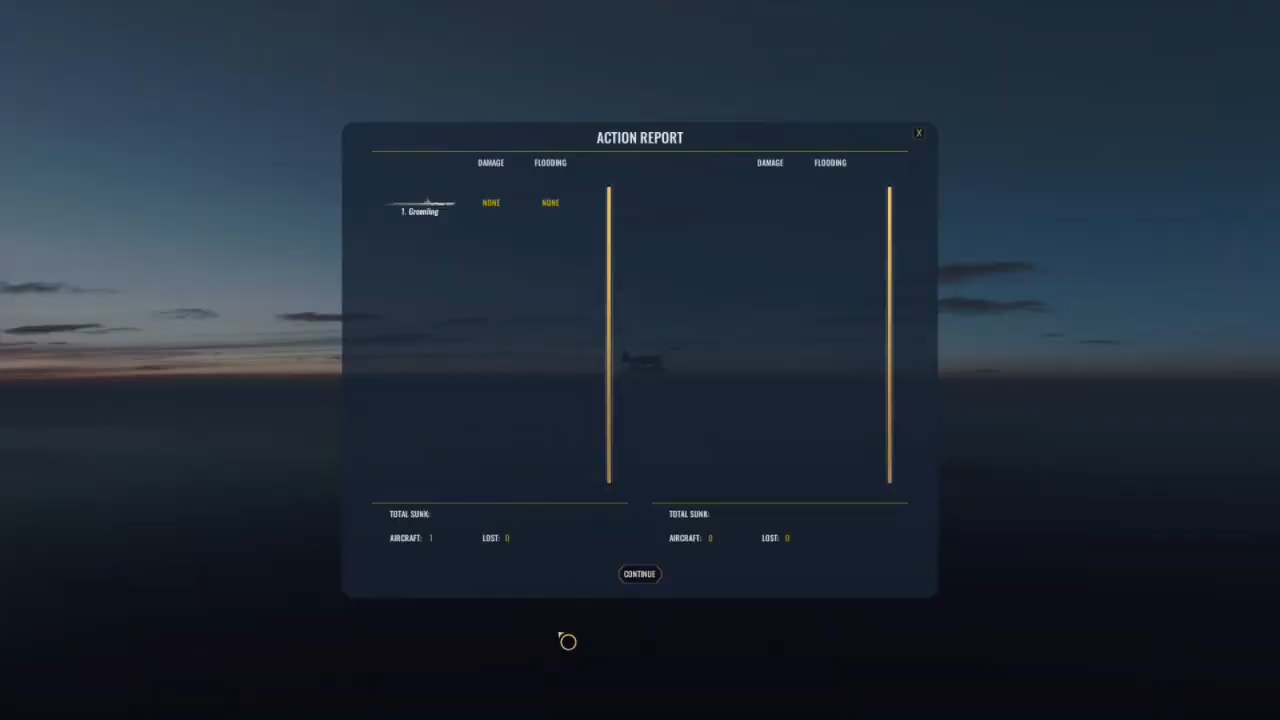 ACTION REPORT
X
DAMAGE FLOODING DAMAGE FLOODING
NONE NONE
1. Greenling
TOTAL SUNK: TOTAL SUNK:
AIRCRAFT: 1 LOST: 0 AIRCRAFT: 0 LOST: 0
CONTINUE